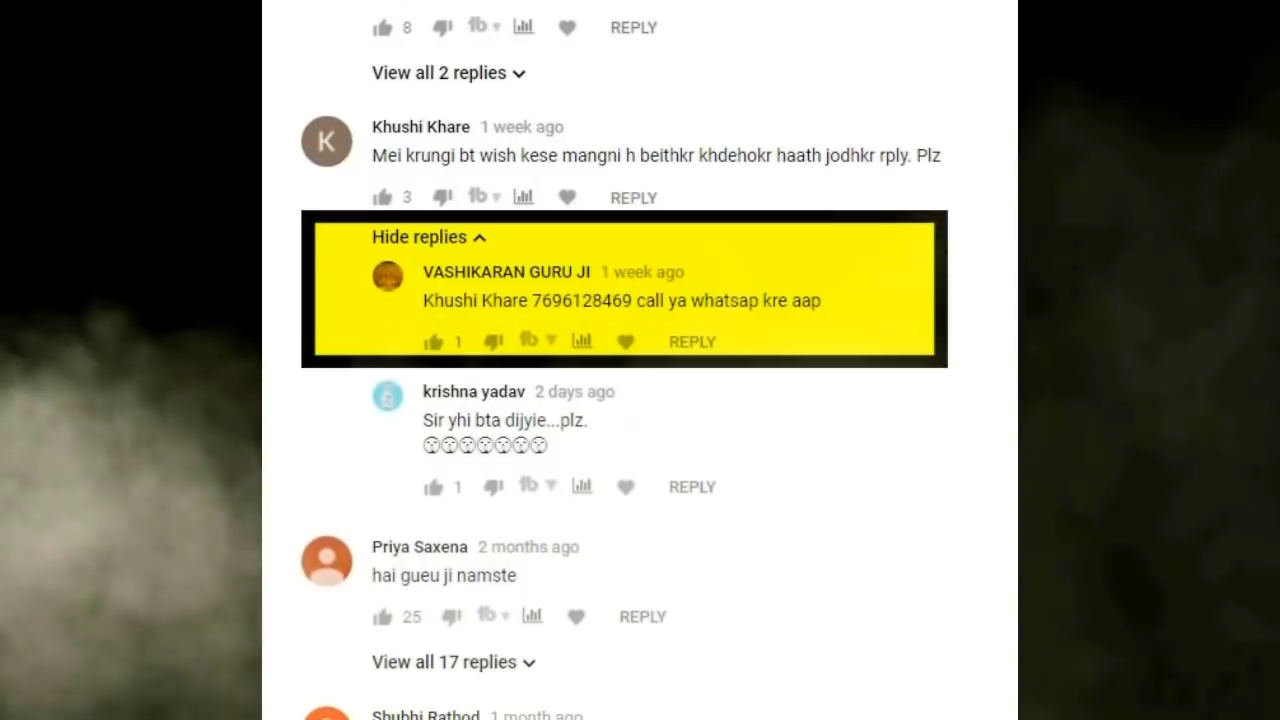 8 REPLY
View all 2 replies
K
Khushi Khare 1 week ago
Mei krungi bt wish kese mangni h beithkr khdehokr haath jodhkr rply. Plz
3 REPLY
Hide replies
VASHIKARAN GURU JI 1 week ago
Khushi Khare 7696128469 call ya whatsap kre aap
1 REPLY
krishna yadav 2 days ago
Sir yhi bta dijyie...plz.
1 REPLY
Priya Saxena 2 months ago
hai gueu ji namste
25 REPLY
View all 17 replies
Shubhi Rathod 1 month ago